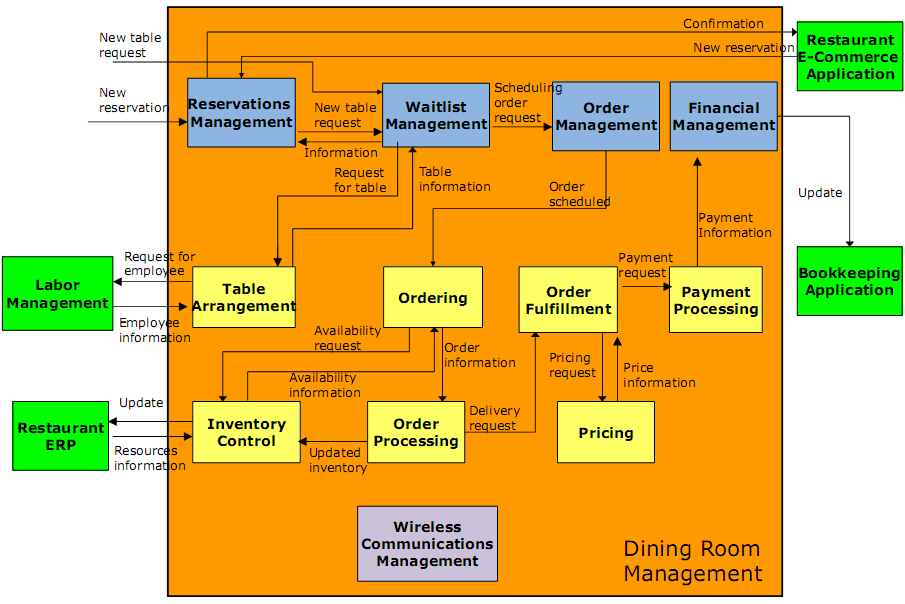 Confirmation
New table
request
Restaurant
E-Commerce
Application
New reservation
New
reservation
Reservations
Management
New table
request
Information
Waitlist
Management
Scheduling
order
request
Order
Management
Financial
Management
Request
for table
Table
information
Order
scheduled
Update
Payment
Information
Request for
employee
Labor
Management
Employee
information
Table
Arrangement
Ordering
Order
Fulfillment
Payment
request
Payment
Processing
Bookkeeping
Application
Availability
request
Order
information
Availability
information
Pricing
request
Price
information
Update
Restaurant
ERP
Resources
information
Inventory
Control
Updated
inventory
Order
Processing
Delivery
request
Pricing
Wireless
Communications
Management
Dining Room
Management